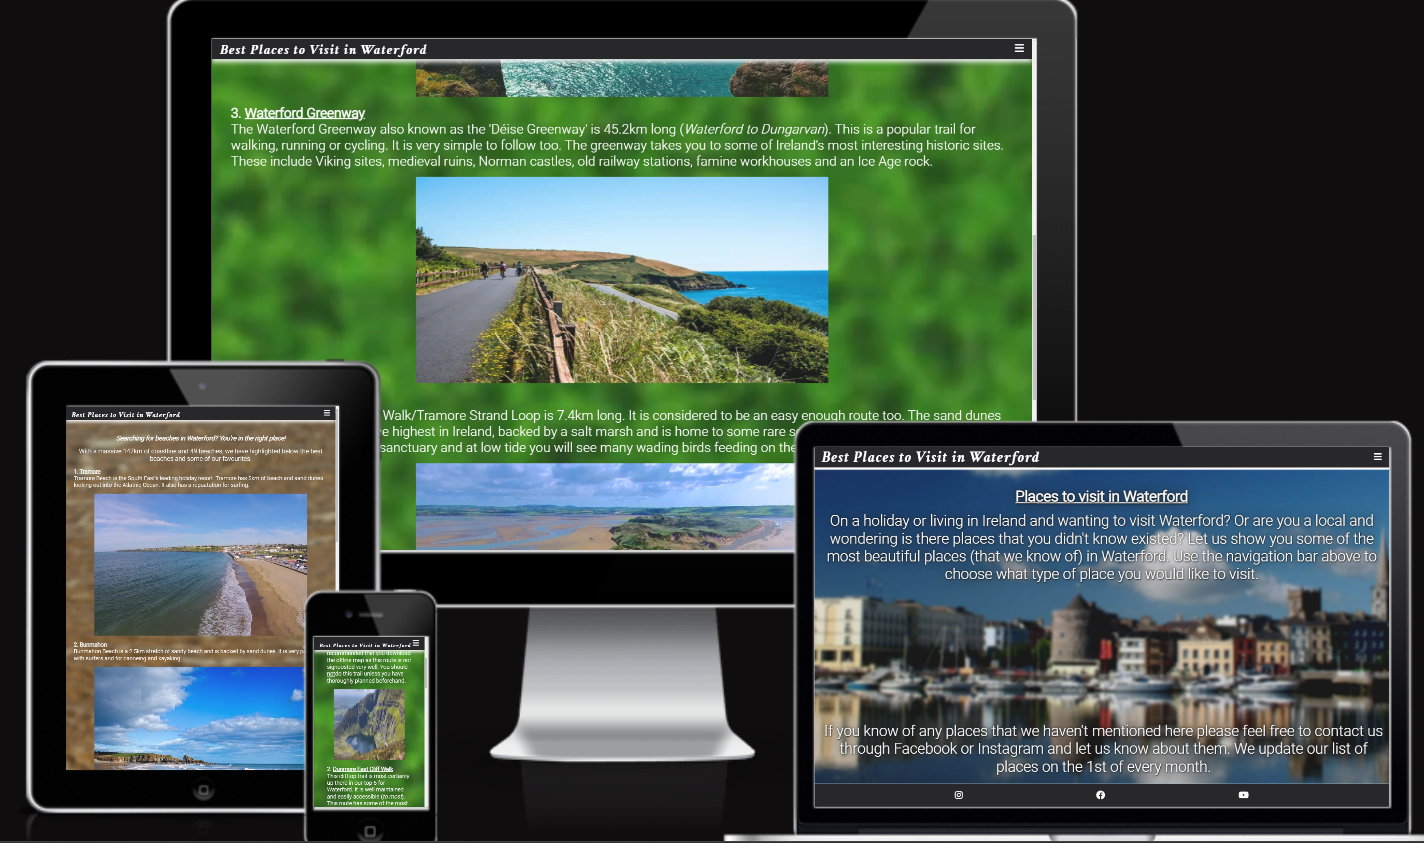 Best Places to Visit in Waterford
3. Waterford Greenway
The Waterford Greenway also known as the 'Déise Greenway' is 45.2km long (Waterford to Dungarvan). This is a popular trail for
walking, running or cycling. It is very simple to follow too. The greenway takes you to some of Ireland's most interesting historic sites.
These include Viking sites, medieval ruins, Norman castles, old railway stations, famine workhouses and an Ice Age rock.
Walk/Tramore Strand Loop is 7.4km long. It is considered to be an easy enough route too. The sand dunes
highest in Ireland, backed by a salt marsh and is home to some rare
sanctuary and at low tide you will see many wading birds feeding on the
Best Places to Visit in Waterford
Searching for beaches in Waterford? You're in the right place!
With a massive 147km of coastline and 49 beaches, we have highlighted below the best
beaches and some of our favourites.
1. Tramore
Tramore Beach is the South East's leading holiday resort. Tramore has 5km of beach and sand dunes
looking out into the Atlantic Ocean. It also has a reputation for surfing.
2. Bunmahon
Bunmahon Beach is a 2.5km stretch of sandy beach and is backed by sand dunes. It is very
with surfers and for canoeing and kayaking.
Best Places to Visit in Waterford
recommended that you download
the offline map as this route is not
signposted very well. You should
not do this trail unless you have
thoroughly planned beforehand.
2. Dunmore East Cliff Walk
This clifftop trail is most certainly
up there in our top 5 for
Waterford. It is well maintained
and easily accessible (to most).
This route has some of the most
Best Places to Visit in Waterford
Places to visit in Waterford
On a holiday or living in Ireland and wanting to visit Waterford? Or are you a local and
wondering is there places that you didn't know existed? Let us show you some of the
most beautiful places (that we know of) in Waterford. Use the navigation bar above to
choose what type of place you would like to visit.
If you know of any places that we haven't mentioned here please feel free to contact us
through Facebook or Instagram and let us know about them. We update our list of
places on the 1st of every month.